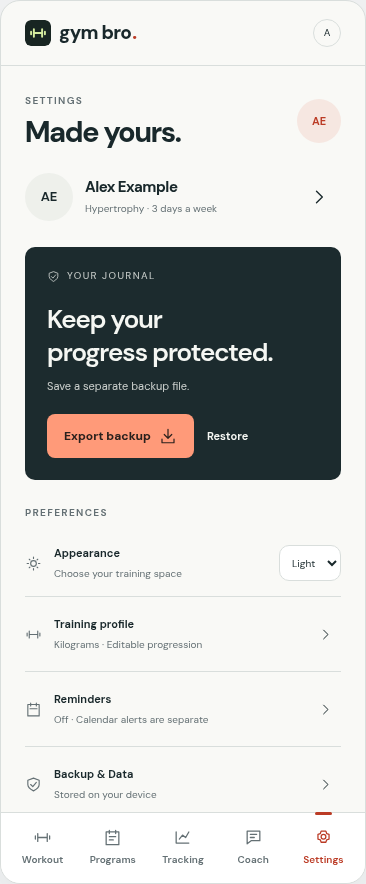 gym bro.
A
SETTINGS
Made yours.
AE
AE
Alex Example
Hypertrophy · 3 days a week
YOUR JOURNAL
Keep your
progress protected.
Save a separate backup file.
Export backup
Restore
PREFERENCES
Appearance
Choose your training space
Light
Training profile
Kilograms · Editable progression
Reminders
Off · Calendar alerts are separate
Backup & Data
Stored on your device
Workout
Programs
Tracking
Coach
Settings